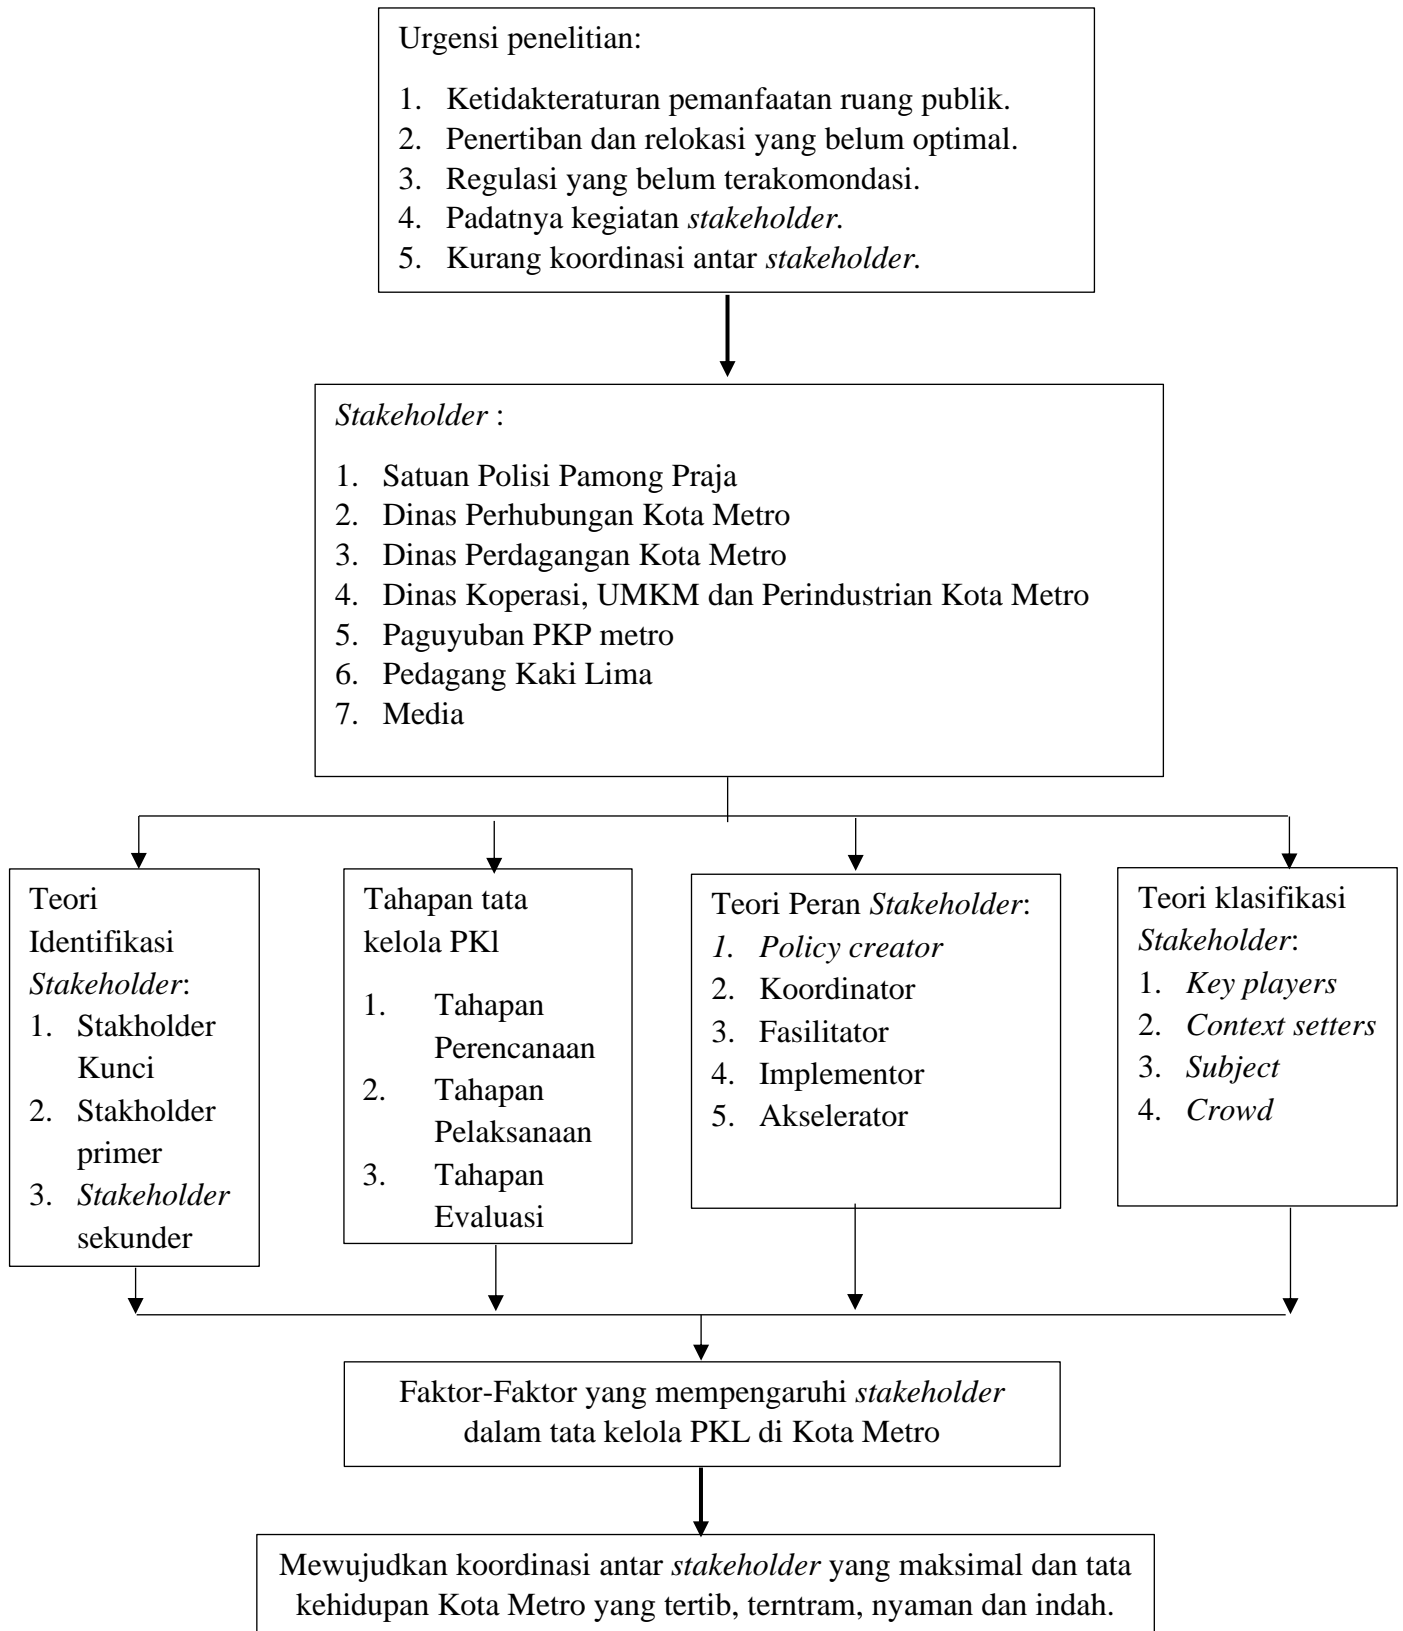 Urgensi penelitian:
1. Ketidakteraturan pemanfaatan ruang publik.
2. Penertiban dan relokasi yang belum optimal.
3. Regulasi yang belum terakomondasi.
4. Padatnya kegiatan stakeholder.
5. Kurang koordinasi antar stakeholder.
Stakeholder :
1. Satuan Polisi Pamong Praja
2. Dinas Perhubungan Kota Metro
3. Dinas Perdagangan Kota Metro
4. Dinas Koperasi, UMKM dan Perindustrian Kota Metro
5. Paguyuban PKP metro
6. Pedagang Kaki Lima
7. Media
Teori
Identifikasi
Stakeholder:
1. Stakholder
Kunci
2. Stakholder
primer
3. Stakeholder
sekunder
Tahapan tata
kelola PKl
1. Tahapan
Perencanaan
2. Tahapan
Pelaksanaan
3. Tahapan
Evaluasi
Teori Peran Stakeholder:
1. Policy creator
2. Koordinator
3. Fasilitator
4. Implementor
5. Akselerator
Teori klasifikasi
Stakeholder:
1. Key players
2. Context setters
3. Subject
4. Crowd
Faktor-Faktor yang mempengaruhi stakeholder
dalam tata kelola PKL di Kota Metro
Mewujudkan koordinasi antar stakeholder yang maksimal dan tata
kehidupan Kota Metro yang tertib, terntram, nyaman dan indah.